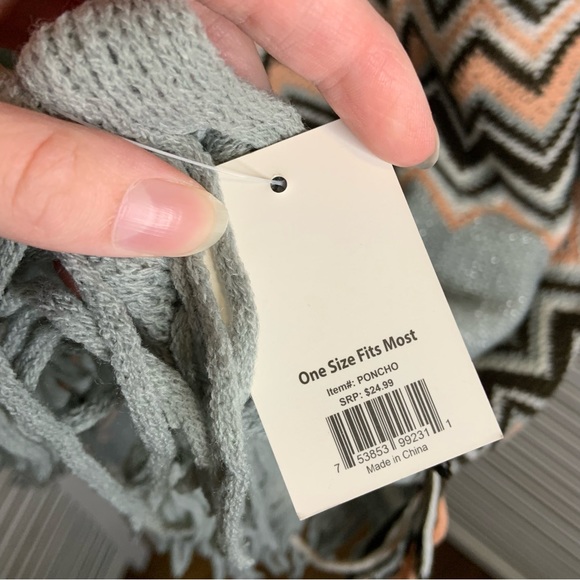 One Size Fits Most
Item#: PONCHO
SRP: $24.99
7 53853 99231 1
Made in China